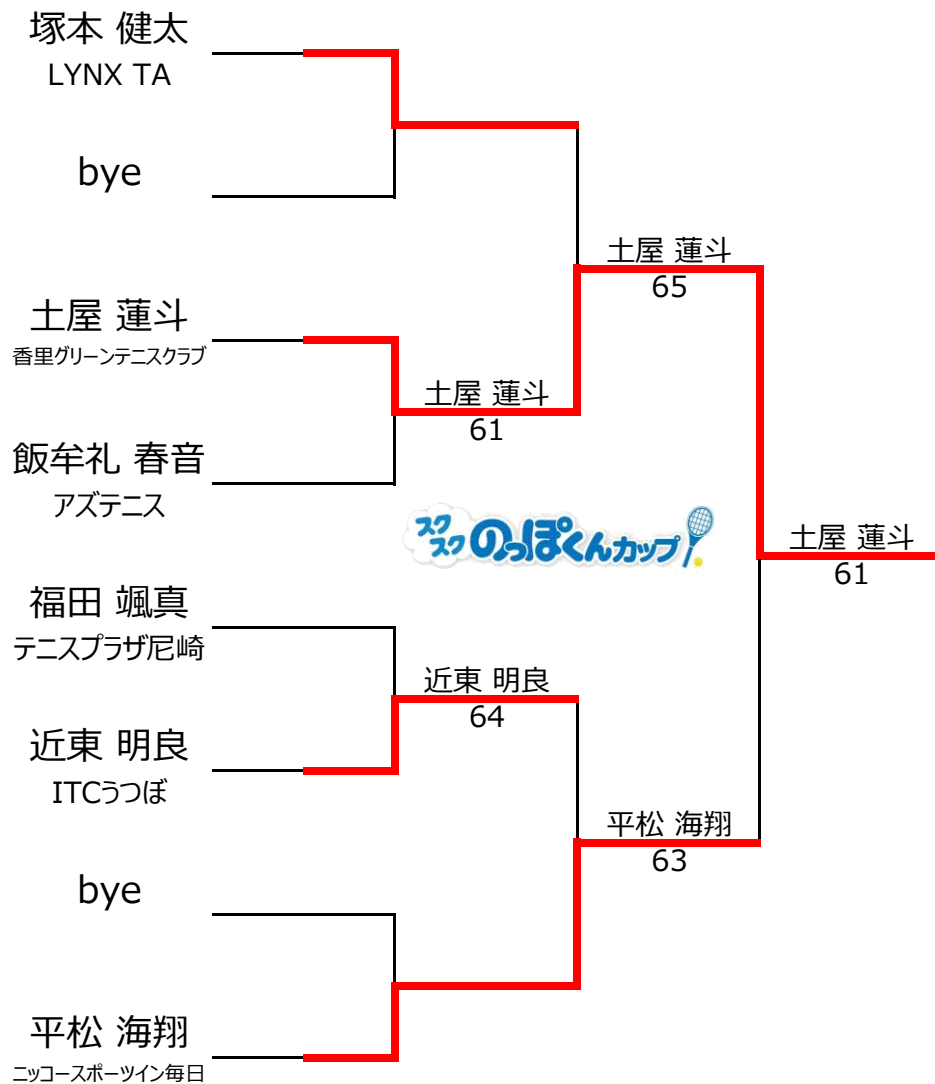 塚本 健太
LYNX TA
bye
土屋 蓮斗
65
土屋 蓮斗
香里グリーンテニスクラブ
土屋 蓮斗
61
飯牟礼 春音
アズテニス
スクスク のっぽくんカップ
土屋 蓮斗
61
福田 颯真
テニスプラザ尼崎
近東 明良
64
近東 明良
ITCうつぼ
平松 海翔
63
bye
平松 海翔
ニッコースポーツイン毎日